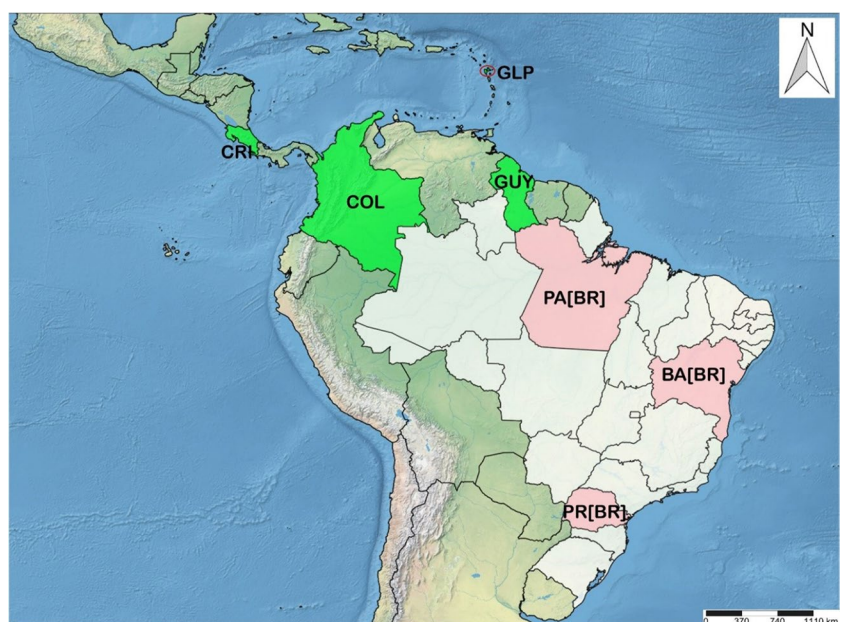 N
GLP
CRI
GUY
COL
PA[BR]
BA[BR]
PR[BR]
0 370 740 1110 km